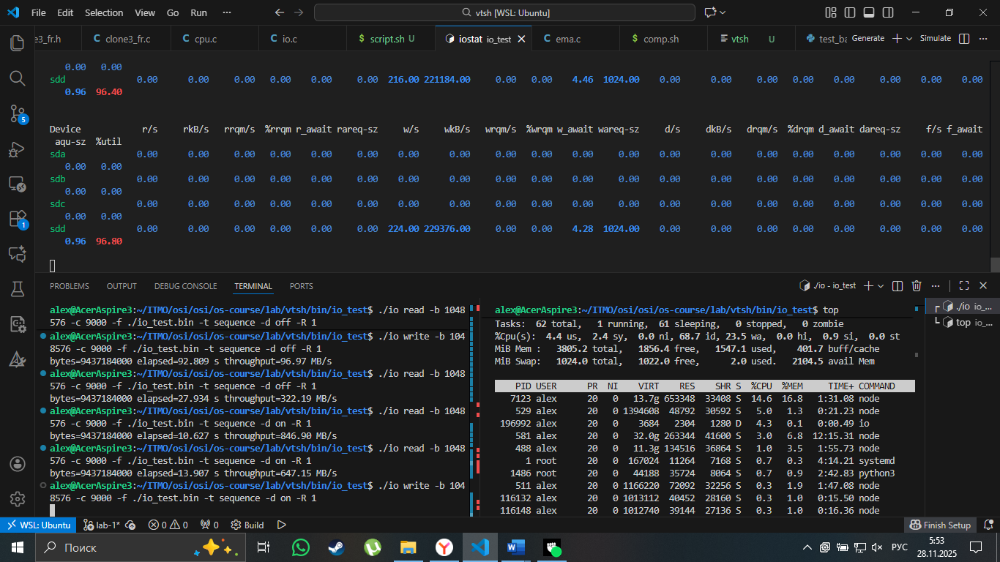 File Edit Selection View Go Run ··· vtsh [WSL: Ubuntu]
e3_fr.h C clone3_fr.c C cpu.c C io.c $ script.sh U iostat io_test C ema.c $ comp.sh vtsh U test_ba Generate Simulate ···
0.00 0.00
sdd 0.00 0.00 0.00 0.00 0.00 0.00 216.00 221184.00 0.00 0.00 4.46 1024.00 0.00 0.00 0.00 0.00 0.00 0.00 0.00 0.00
0.96 96.40
Device r/s rkB/s rrqm/s %rrqm r_await rareq-sz w/s wkB/s wrqm/s %wrqm w_await wareq-sz d/s dkB/s drqm/s %drqm d_await dareq-sz f/s f_await
aqu-sz %util
sda 0.00 0.00 0.00 0.00 0.00 0.00 0.00 0.00 0.00 0.00 0.00 0.00 0.00 0.00 0.00 0.00 0.00 0.00 0.00 0.00
0.00 0.00
sdb 0.00 0.00 0.00 0.00 0.00 0.00 0.00 0.00 0.00 0.00 0.00 0.00 0.00 0.00 0.00 0.00 0.00 0.00 0.00 0.00
0.00 0.00
sdc 0.00 0.00 0.00 0.00 0.00 0.00 0.00 0.00 0.00 0.00 0.00 0.00 0.00 0.00 0.00 0.00 0.00 0.00 0.00 0.00
0.00 0.00
sdd 0.00 0.00 0.00 0.00 0.00 0.00 224.00 229376.00 0.00 0.00 4.28 1024.00 0.00 0.00 0.00 0.00 0.00 0.00 0.00 0.00
0.96 96.80
5
1
PROBLEMS OUTPUT DEBUG CONSOLE TERMINAL PORTS ./io - io_test ···
alex@AcerAspire3:~/ITMO/osi/osi/os-course/lab/vtsh/bin/io_test$ ./io read -b 1048
576 -c 9000 -f ./io_test.bin -t sequence -d off -R 1
alex@AcerAspire3:~/ITMO/osi/osi/os-course/lab/vtsh/bin/io_test$ ./io write -b 104
8576 -c 9000 -f ./io_test.bin -t sequence -d off -R 1
bytes=9437184000 elapsed=92.809 s throughput=96.97 MB/s
alex@AcerAspire3:~/ITMO/osi/osi/os-course/lab/vtsh/bin/io_test$ ./io read -b 1048
576 -c 9000 -f ./io_test.bin -t sequence -d off -R 1
bytes=9437184000 elapsed=27.934 s throughput=322.19 MB/s
alex@AcerAspire3:~/ITMO/osi/osi/os-course/lab/vtsh/bin/io_test$ ./io read -b 1048
576 -c 9000 -f ./io_test.bin -t sequence -d on -R 1
bytes=9437184000 elapsed=10.627 s throughput=846.90 MB/s
alex@AcerAspire3:~/ITMO/osi/osi/os-course/lab/vtsh/bin/io_test$ ./io read -b 1048
576 -c 9000 -f ./io_test.bin -t sequence -d on -R 1
bytes=9437184000 elapsed=13.907 s throughput=647.15 MB/s
alex@AcerAspire3:~/ITMO/osi/osi/os-course/lab/vtsh/bin/io_test$ ./io write -b 104
8576 -c 9000 -f ./io_test.bin -t sequence -d on -R 1
alex@AcerAspire3:~/ITMO/osi/osi/os-course/lab/vtsh/bin/io_test$ top
Tasks: 62 total, 1 running, 61 sleeping, 0 stopped, 0 zombie
%Cpu(s): 4.4 us, 2.4 sy, 0.0 ni, 68.7 id, 23.5 wa, 0.0 hi, 0.9 si, 0.0 st
MiB Mem : 3805.2 total, 1856.4 free, 1547.1 used, 401.7 buff/cache
MiB Swap: 1024.0 total, 1022.0 free, 2.0 used. 2104.5 avail Mem
PID USER PR NI VIRT RES SHR S %CPU %MEM TIME+ COMMAND
7123 alex 20 0 13.7g 653348 33408 S 14.6 16.8 1:31.08 node
529 alex 20 0 1394608 48792 30592 S 5.0 1.3 0:21.23 node
196992 alex 20 0 3684 2304 1280 D 4.3 0.1 0:00.49 io
581 alex 20 0 32.0g 263344 41600 S 3.0 6.8 12:15.31 node
488 alex 20 0 11.3g 134516 36864 S 1.0 3.5 1:55.73 node
1 root 20 0 167024 11264 7168 S 0.7 0.3 4:14.21 systemd
1486 root 20 0 44188 35724 8064 S 0.7 0.9 2:42.83 python3
511 alex 20 0 1166220 72092 32256 S 0.3 1.9 1:47.08 node
116132 alex 20 0 1013112 40452 28160 S 0.3 1.0 0:15.50 node
116148 alex 20 0 1012740 39144 27136 S 0.3 1.0 0:16.36 node
./io io_...
top io_...
WSL: Ubuntu lab-1* 0 0 0 Build Finish Setup
Поиск РУС 5:53
28.11.2025